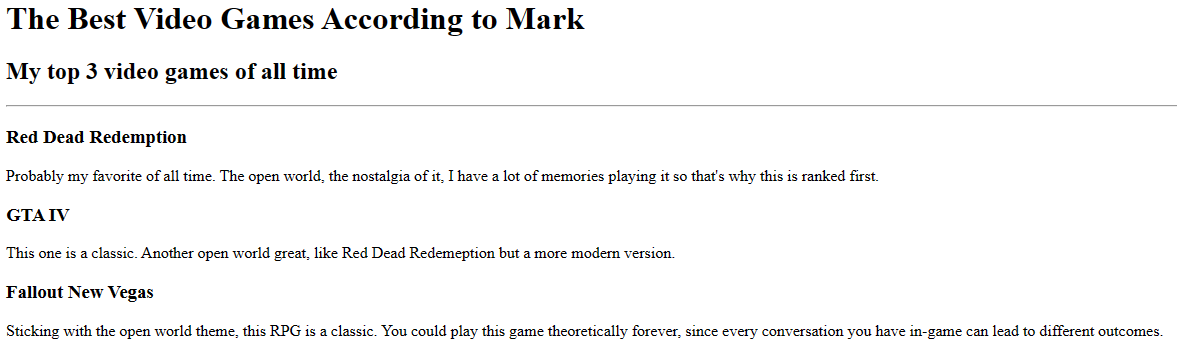 The Best Video Games According to Mark
My top 3 video games of all time
Red Dead Redemption
Probably my favorite of all time. The open world, the nostalgia of it, I have a lot of memories playing it so that's why this is ranked first.
GTA IV
This one is a classic. Another open world great, like Red Dead Redemeption but a more modern version.
Fallout New Vegas
Sticking with the open world theme, this RPG is a classic. You could play this game theoretically forever, since every conversation you have in-game can lead to different outcomes.